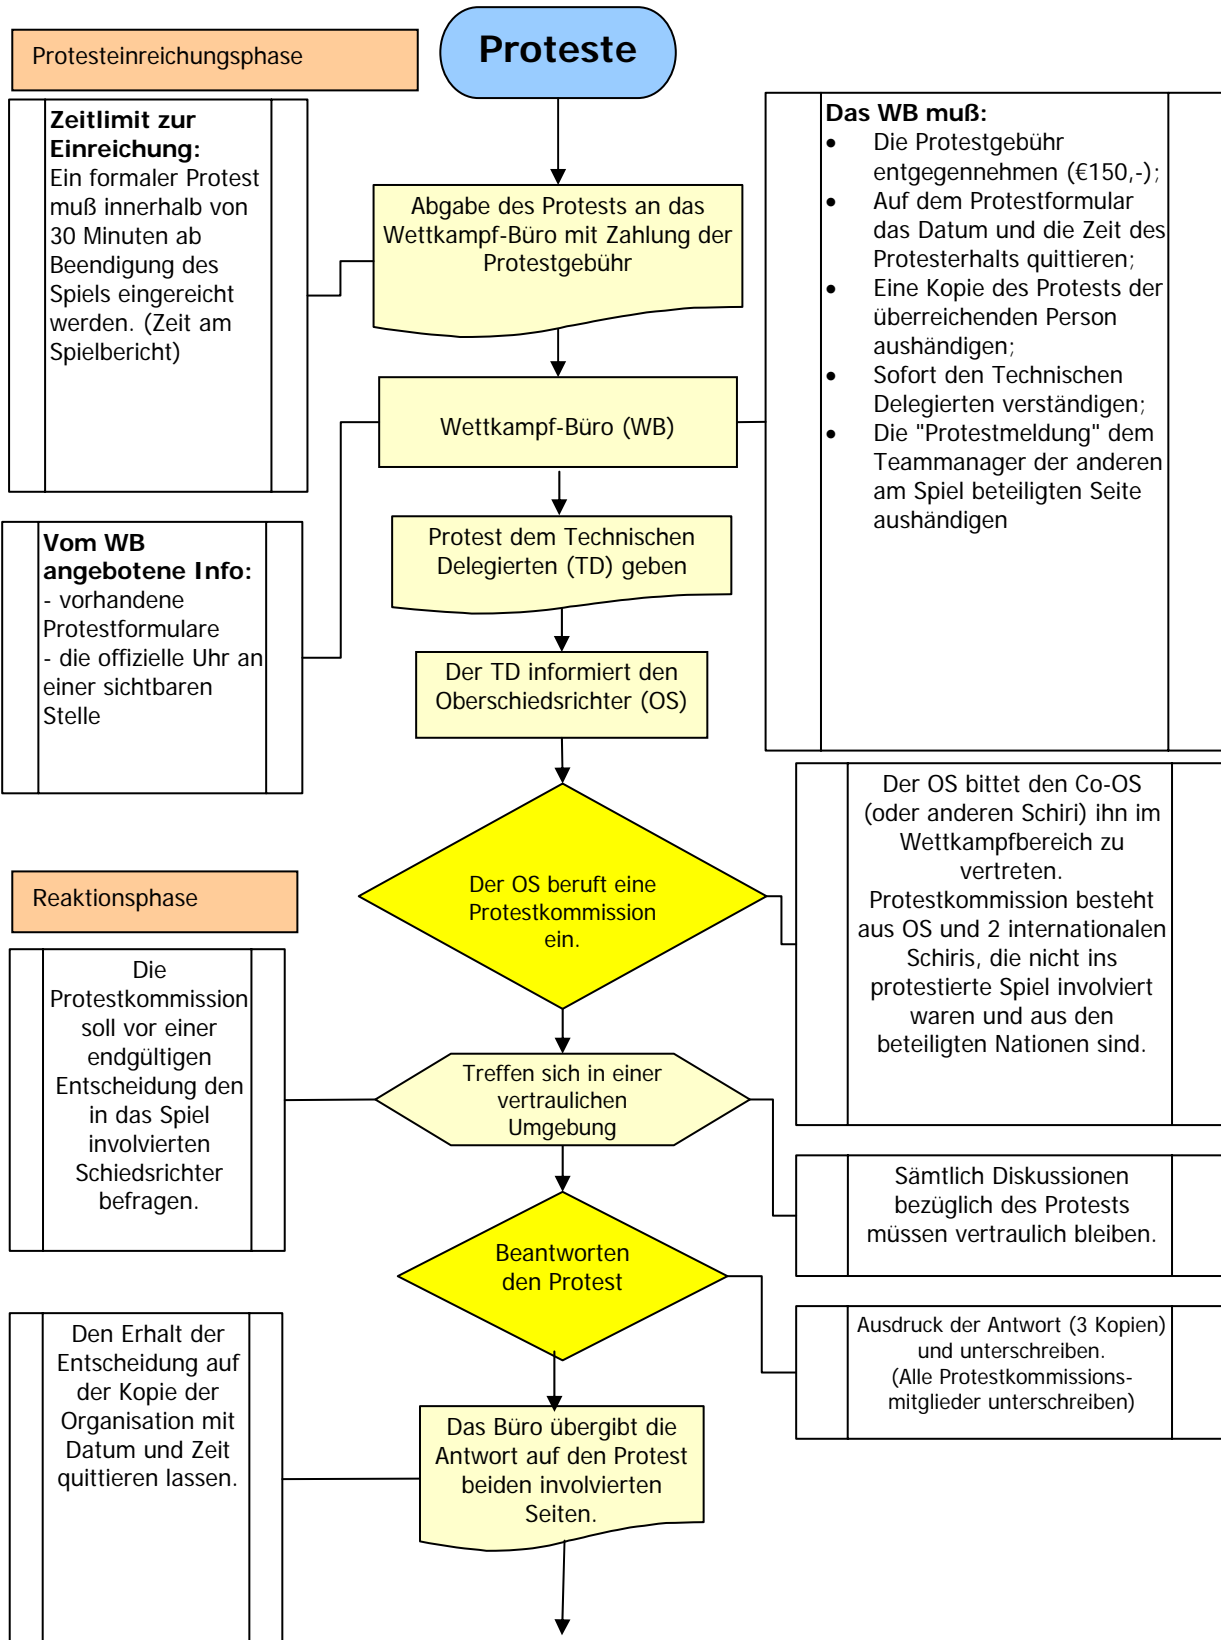 Proteste
Protesteinreichungsphase
Zeitlimit zur
Einreichung:
Ein formaler Protest
muß innerhalb von
30 Minuten ab
Beendigung des
Spiels eingereicht
werden. (Zeit am
Spielbericht)
Abgabe des Protests an das
Wettkampf-Büro mit Zahlung der
Protestgebühr
Das WB muß:
• Die Protestgebühr
entgegennehmen (€150,-);
• Auf dem Protestformular
das Datum und die Zeit des
Protesterhalts quittieren;
• Eine Kopie des Protests der
überreichenden Person
aushändigen;
• Sofort den Technischen
Delegierten verständigen;
• Die "Protestmeldung" dem
Teammanager der anderen
am Spiel beteiligten Seite
aushändigen
Wettkampf-Büro (WB)
Vom WB
angebotene Info:
- vorhandene
Protestformulare
- die offizielle Uhr an
einer sichtbaren
Stelle
Protest dem Technischen
Delegierten (TD) geben
Der TD informiert den
Oberschiedsrichter (OS)
Der OS beruft eine
Protestkommission
ein.
Der OS bittet den Co-OS
(oder anderen Schiri) ihn im
Wettkampfbereich zu
vertreten.
Protestkommission besteht
aus OS und 2 internationalen
Schiris, die nicht ins
protestierte Spiel involviert
waren und aus den
beteiligten Nationen sind.
Reaktionsphase
Die
Protestkommission
soll vor einer
endgültigen
Entscheidung den
in das Spiel
involvierten
Schiedsrichter
befragen.
Treffen sich in einer
vertraulichen
Umgebung
Sämtlich Diskussionen
bezüglich des Protests
müssen vertraulich bleiben.
Beantworten
den Protest
Ausdruck der Antwort (3 Kopien)
und unterschreiben.
(Alle Protestkommissions-
mitglieder unterschreiben)
Den Erhalt der
Entscheidung auf
der Kopie der
Organisation mit
Datum und Zeit
quittieren lassen.
Das Büro übergibt die
Antwort auf den Protest
beiden involvierten
Seiten.